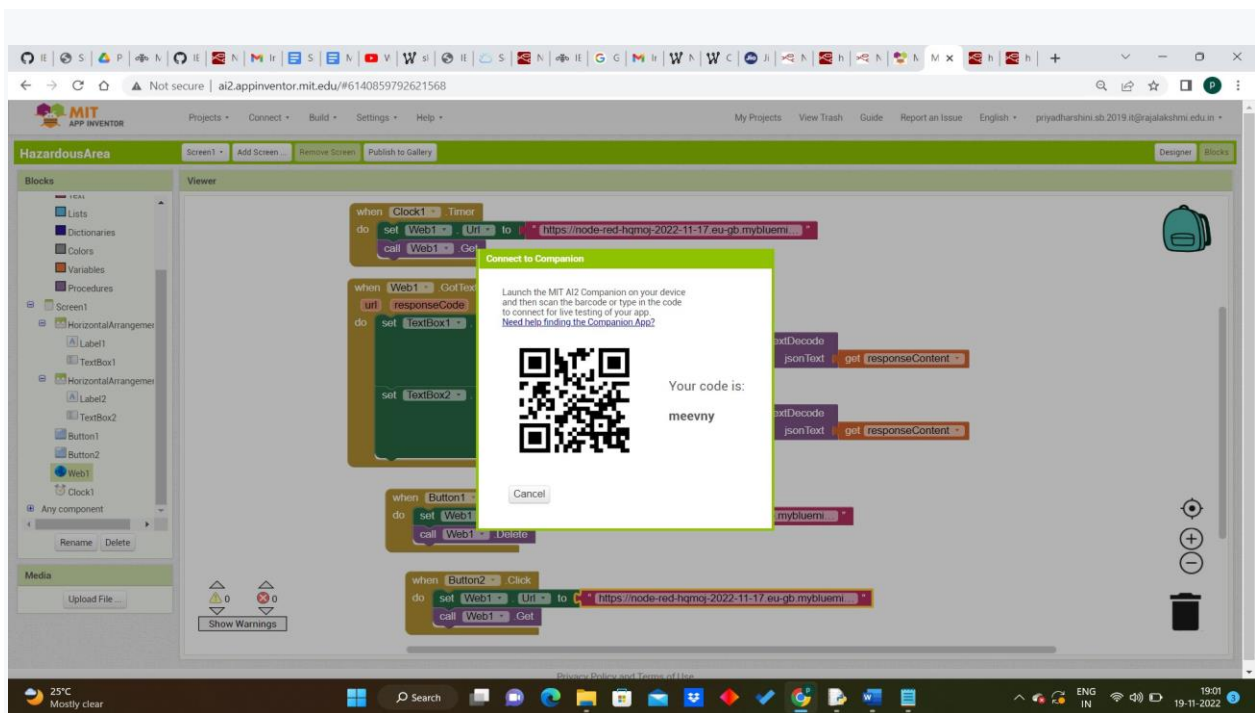 Not secure | ai2.appinventor.mit.edu/#6140859792621568
MIT
APP INVENTOR
Projects Connect Build Settings Help
My Projects View Trash Guide Report an Issue English priyadharshini.sb.2019.it@rajalakshmi.edu.in
HazardousArea
Screen1 Add Screen ... Remove Screen Publish to Gallery
Designer Blocks
Blocks
Viewer
Lists
Dictionaries
Colors
Variables
Procedures
Screen1
HorizontalArrangemer
Label1
TextBox1
HorizontalArrangemer
Label2
TextBox2
Button1
Button2
Web1
Clock1
Any component
Rename Delete
Media
Upload File ...
when Clock1 .Timer
do set Web1 . Url to " https://node-red-hqmoj-2022-11-17.eu-gb.mybluemi... "
call Web1 .Get
when Web1 .GotText
url responseCode
do set TextBox1 .
jsonText get responseContent
set TextBox2 .
jsonText get responseContent
when Button1
do set Web1 .mybluemi... "
call Web1 .Delete
when Button2 .Click
do set Web1 . Url to " https://node-red-hqmoj-2022-11-17.eu-gb.mybluemi... "
call Web1 .Get
Connect to Companion
Launch the MIT AI2 Companion on your device
and then scan the barcode or type in the code
to connect for live testing of your app.
Need help finding the Companion App?
Your code is:
meevny
Cancel
0 0
Show Warnings
Privacy Policy and Terms of Use
25°C
Mostly clear
Search
ENG
IN
19:01
19-11-2022